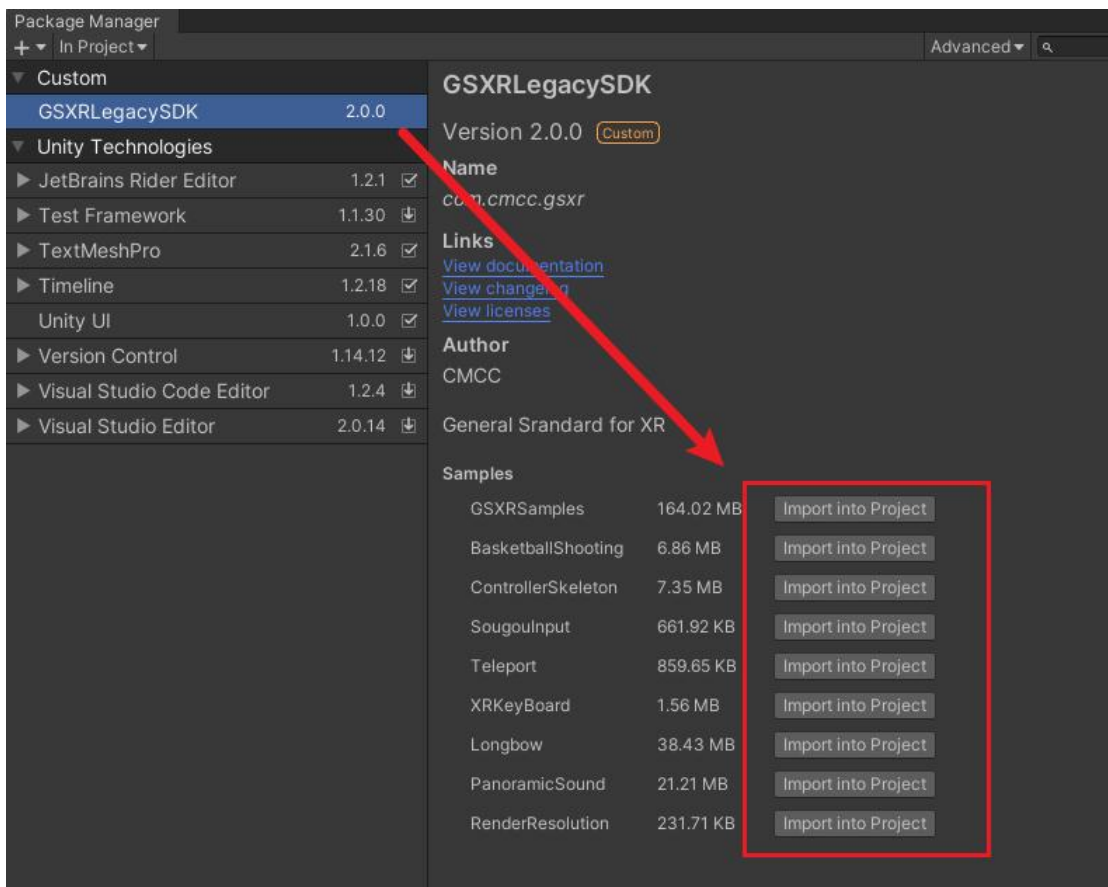 Package Manager
+ In Project
Advanced
Custom
GSXRLegacySDK 2.0.0
Unity Technologies
JetBrains Rider Editor 1.2.1
Test Framework 1.1.30
TextMeshPro 2.1.6
Timeline 1.2.18
Unity UI 1.0.0
Version Control 1.14.12
Visual Studio Code Editor 1.2.4
Visual Studio Editor 2.0.14
GSXRLegacySDK
Version 2.0.0 Custom
Name
com.cmcc.gsxr
Links
View documentation
View changelog
View licenses
Author
CMCC
General Srandard for XR
Samples
GSXRSamples 164.02 MB Import into Project
BasketballShooting 6.86 MB Import into Project
ControllerSkeleton 7.35 MB Import into Project
SougouInput 661.92 KB Import into Project
Teleport 859.65 KB Import into Project
XRKeyBoard 1.56 MB Import into Project
Longbow 38.43 MB Import into Project
PanoramicSound 21.21 MB Import into Project
RenderResolution 231.71 KB Import into Project